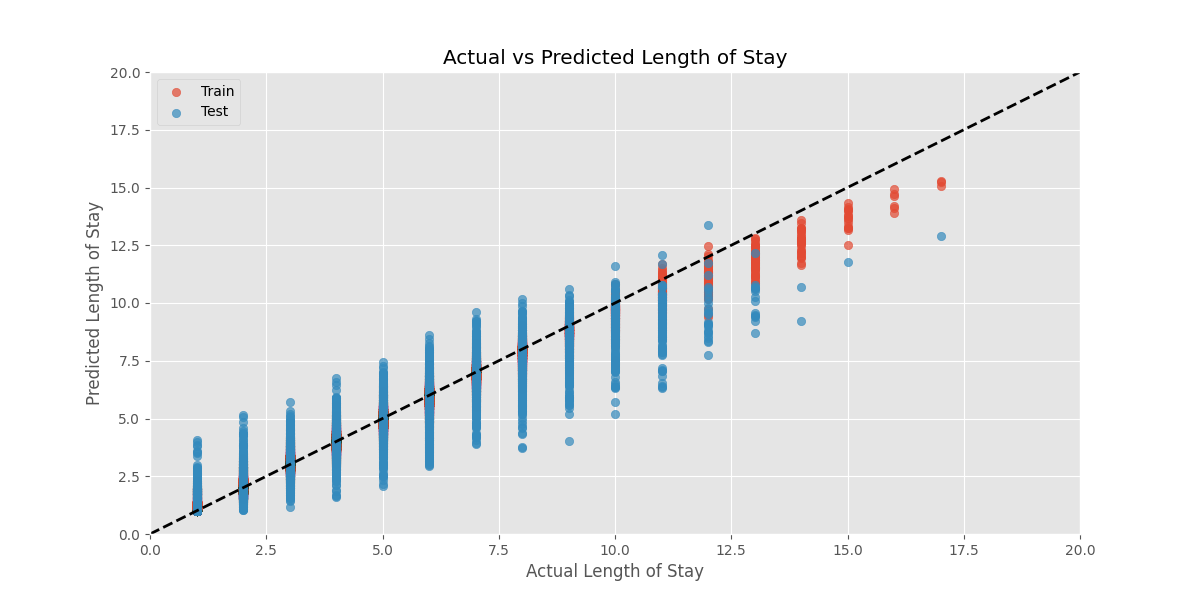 Actual vs Predicted Length of Stay
Train
Test
Predicted Length of Stay
20.0
17.5
15.0
12.5
10.0
7.5
5.0
2.5
0.0
0.0 2.5 5.0 7.5 10.0 12.5 15.0 17.5 20.0
Actual Length of Stay